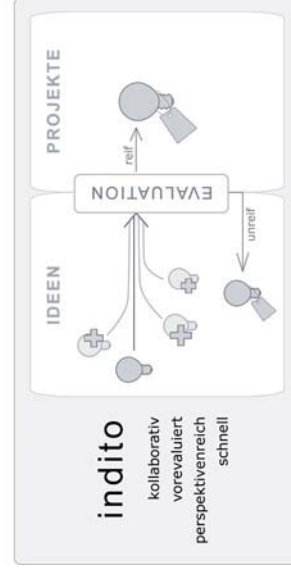 indito
kollaborativ
vorevaluiert
perspektivenreich
schnell
IDEEN
EVALUATION
PROJEKTE
reif
unreif